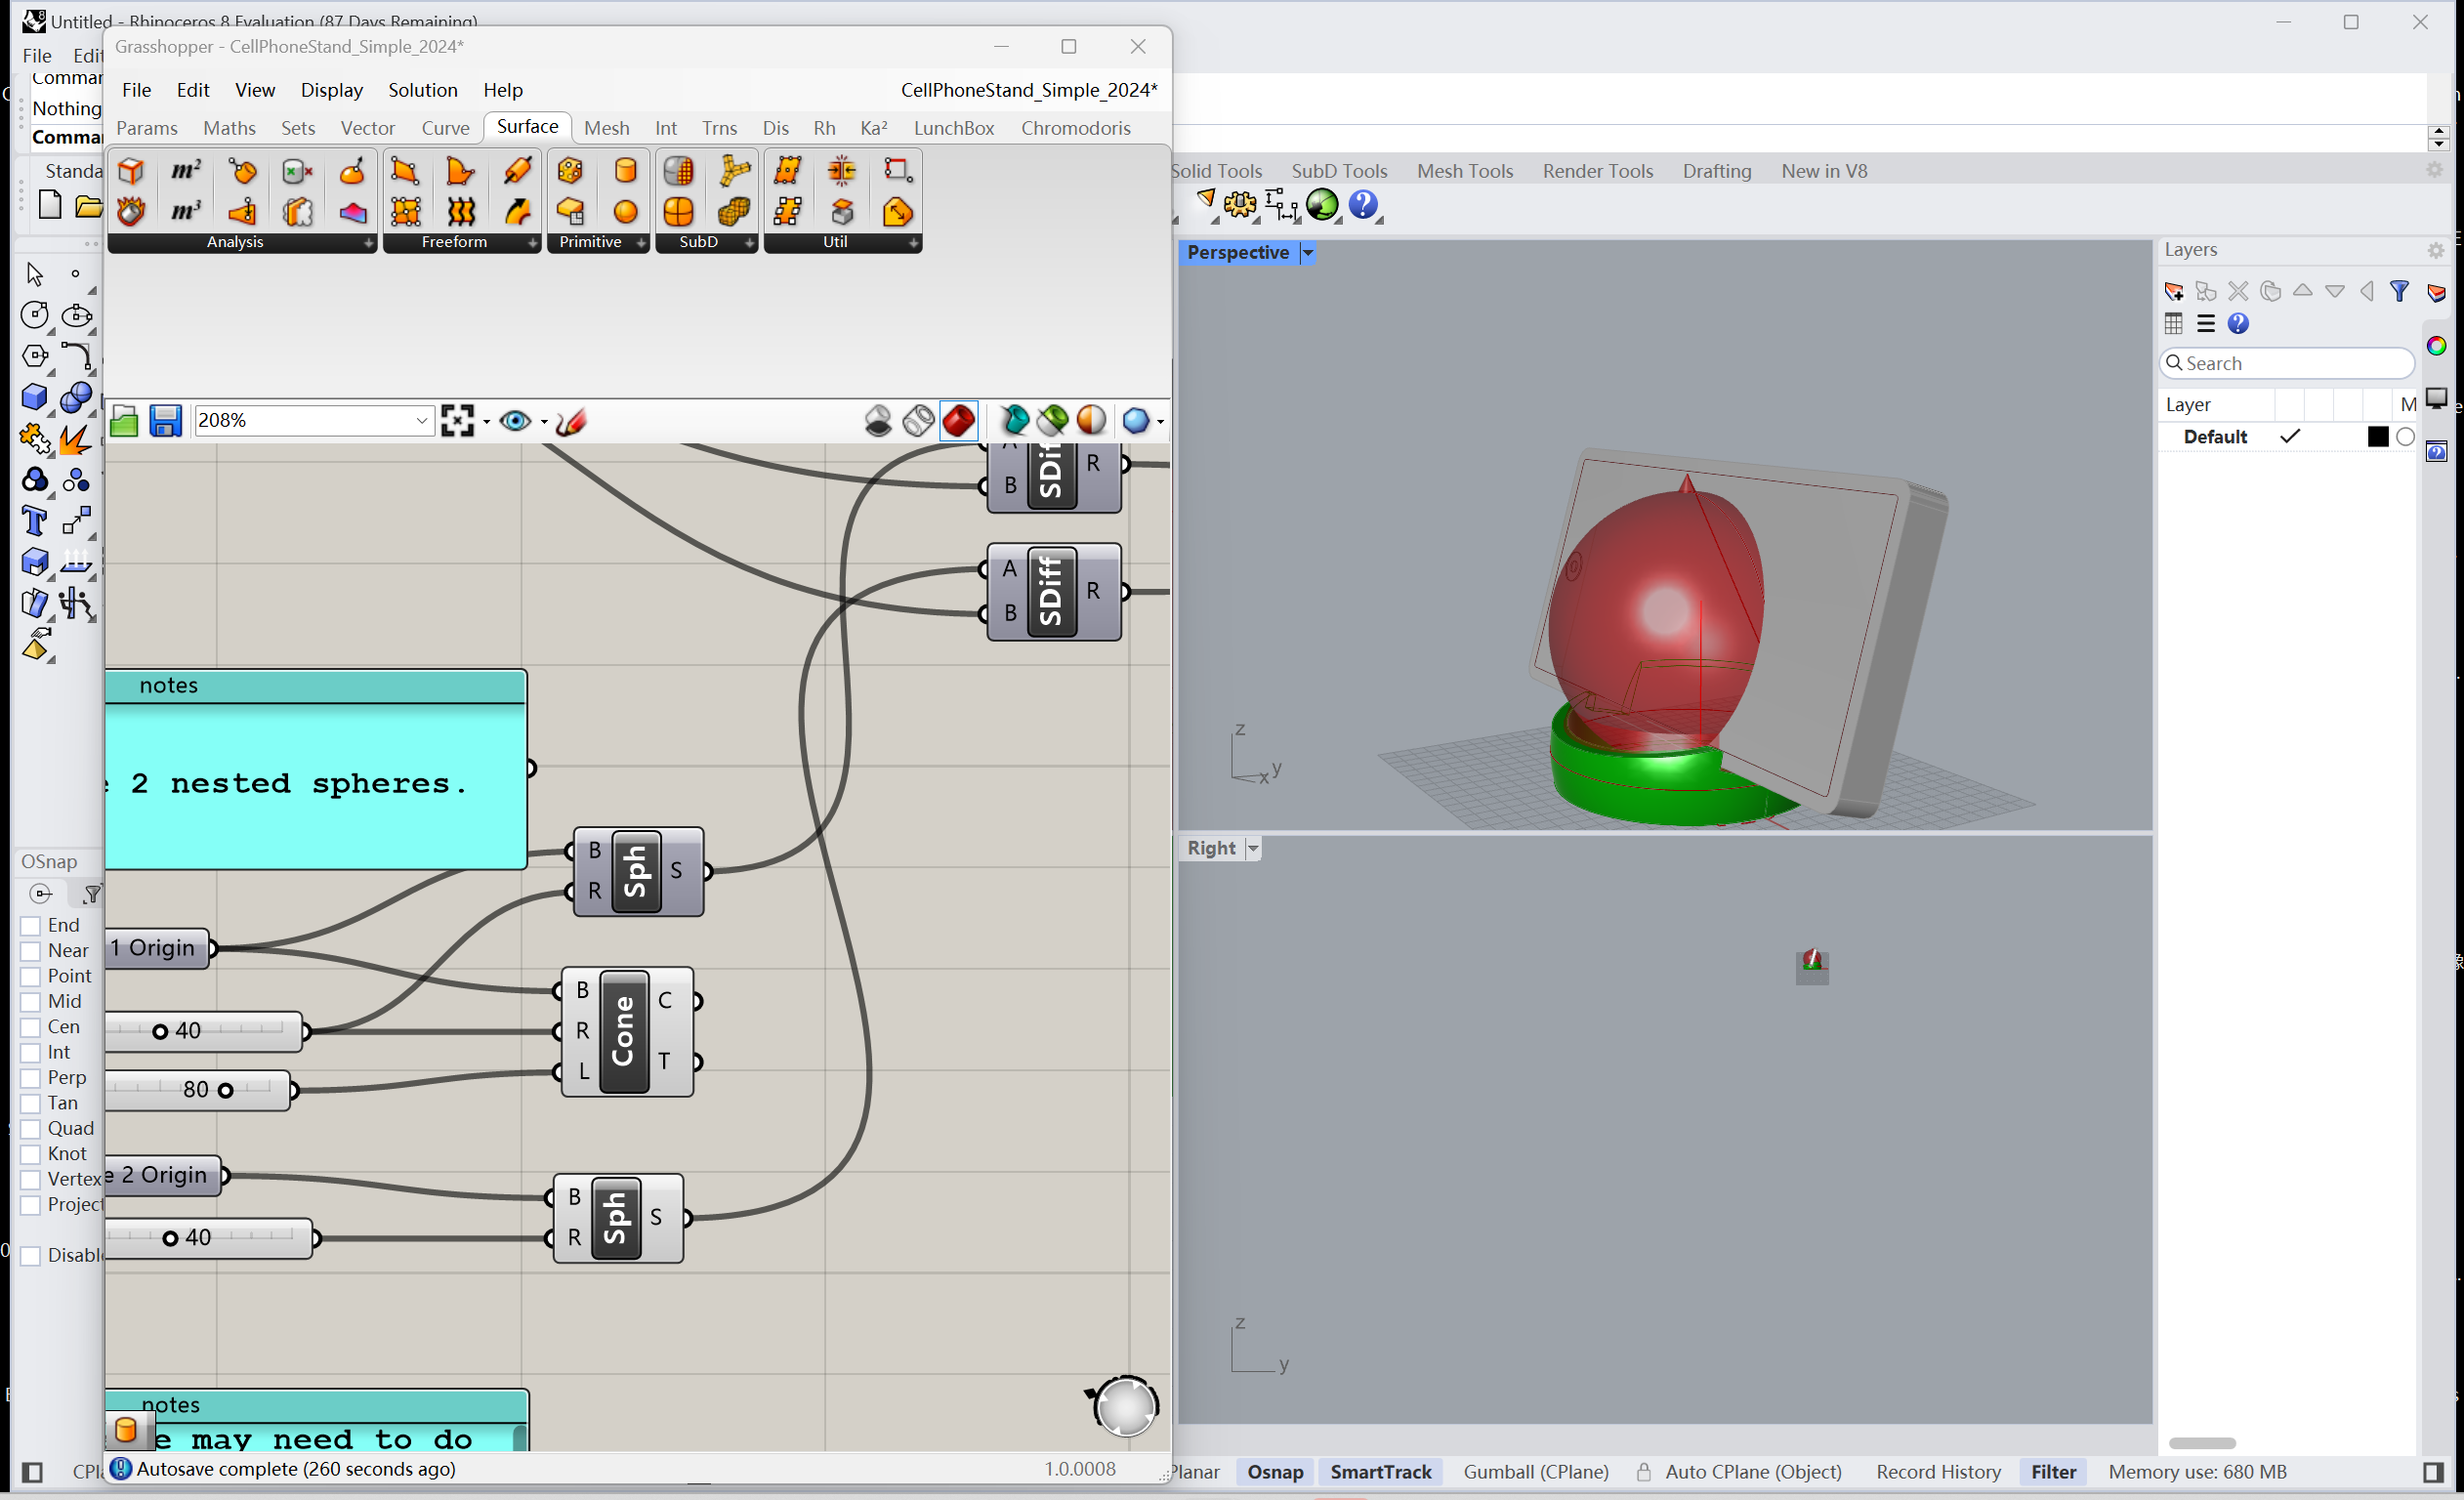 Untitled - Rhinoceros 8 Evaluation (87 Days Remaining)
File Edit
Grasshopper - CellPhoneStand_Simple_2024*
File Edit View Display Solution Help CellPhoneStand_Simple_2024*
Nothing
Params Maths Sets Vector Curve Surface Mesh Int Trns Dis Rh Ka² LunchBox Chromodoris
m² m³
Analysis Freeform Primitive SubD Util
Standa
Solid Tools SubD Tools Mesh Tools Render Tools Drafting New in V8
Perspective
Layers
Search
Layer M
Default
208%
A B SDiff R
A B SDiff R
notes
2 nested spheres.
B R Sph S
1 Origin
B R L Cone C T
40
80
2 Origin
B R Sph S
40
notes
e may need to do
z x y
Right
z y
OSnap
End
Near
Point
Mid
Cen
Int
Perp
Tan
Quad
Knot
Vertex
Project
Disable
CPla
Autosave complete (260 seconds ago) 1.0.0008
Planar Osnap SmartTrack Gumball (CPlane) Auto CPlane (Object) Record History Filter Memory use: 680 MB